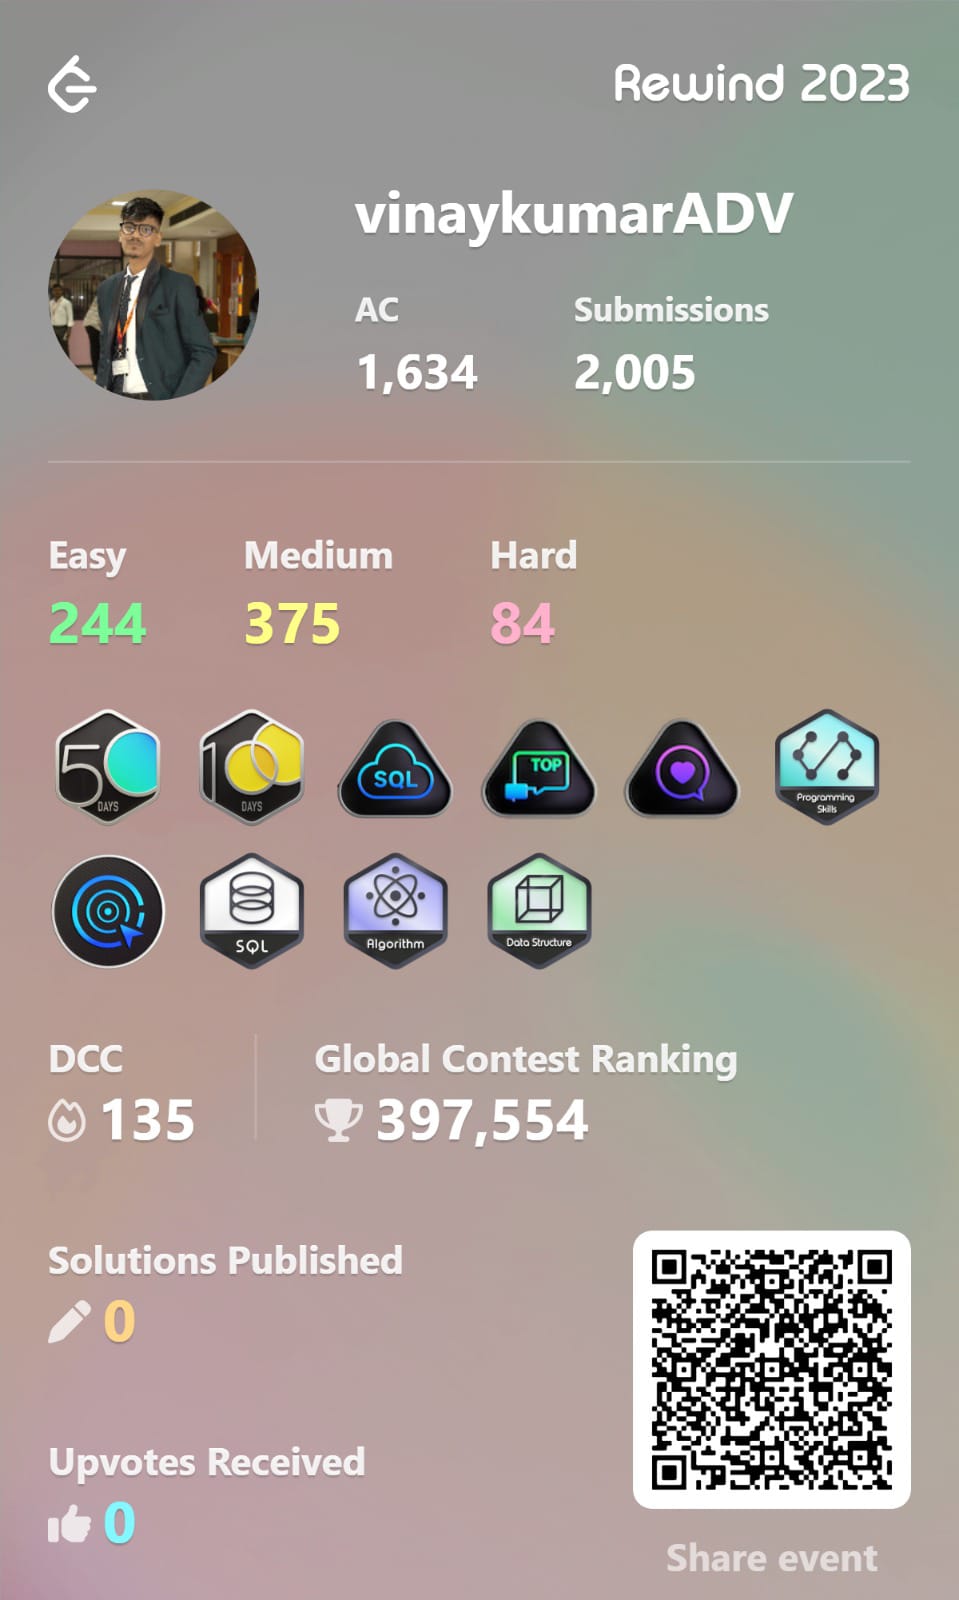 Rewind 2023
vinaykumarADV
AC Submissions
1,634 2,005
Easy Medium Hard
244 375 84
50 DAYS
100 DAYS
SQL
TOP
Programming Skills
SQL
Algorithm
Data Structure
DCC Global Contest Ranking
135 397,554
Solutions Published
0
Upvotes Received
0
Share event